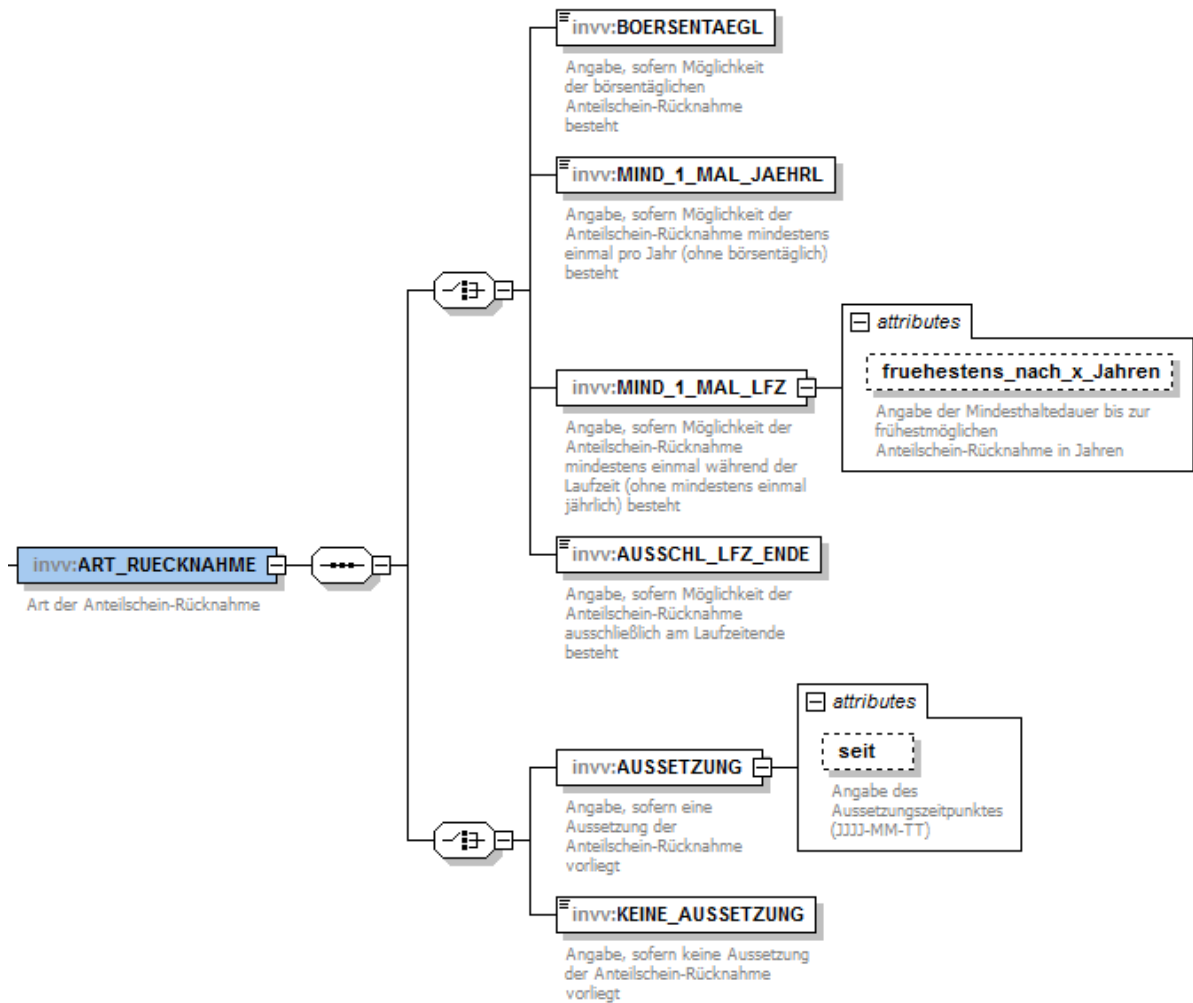 invv:BOERSENTAEGL
Angabe, sofern Möglichkeit
der börsentäglichen
Anteilschein-Rücknahme
besteht
invv:MIND_1_MAL_JAEHRL
Angabe, sofern Möglichkeit der
Anteilschein-Rücknahme mindestens
einmal pro Jahr (ohne börsentäglich)
besteht
attributes
fruehestens_nach_x_Jahren
Angabe der Mindesthaltedauer bis zur
frühestmöglichen
Anteilschein-Rücknahme in Jahren
invv:MIND_1_MAL_LFZ
Angabe, sofern Möglichkeit der
Anteilschein-Rücknahme
mindestens einmal während der
Laufzeit (ohne mindestens einmal
jährlich) besteht
invv:ART_RUECKNAHME
Art der Anteilschein-Rücknahme
invv:AUSSCHL_LFZ_ENDE
Angabe, sofern Möglichkeit der
Anteilschein-Rücknahme
ausschließlich am Laufzeitende
besteht
attributes
seit
Angabe des
Aussetzungszeitpunktes
(JJJJ-MM-TT)
invv:AUSSETZUNG
Angabe, sofern eine
Aussetzung der
Anteilschein-Rücknahme
vorliegt
invv:KEINE_AUSSETZUNG
Angabe, sofern keine Aussetzung
der Anteilschein-Rücknahme
vorliegt